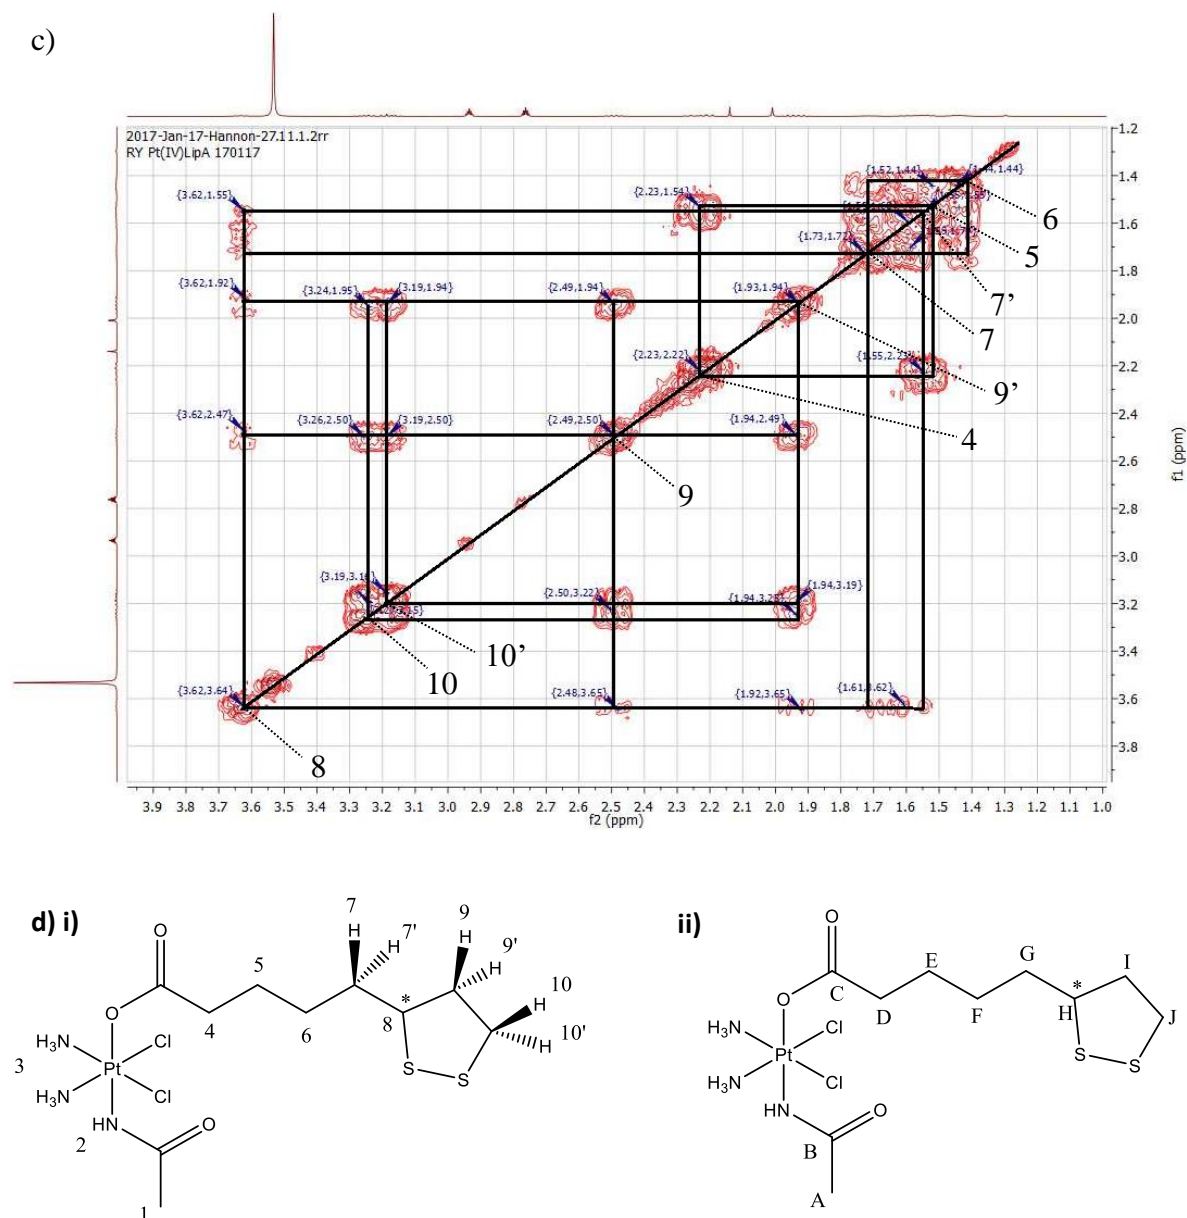 c)
2017-Jan-17-Hannon-27.11.1.2rr
RY Pt(IV)LipA 170117
{3.62,1.55}
{2.23,1.54}
{1.52,1.44}
{1.73,1.72}
{3.62,1.92}
{3.24,1.95}
{3.19,1.94}
{2.49,1.94}
{1.93,1.94}
{2.23,2.22}
{1.55,2.23}
{3.62,2.47}
{3.26,2.50}
{3.19,2.50}
{2.49,2.50}
{1.94,2.49}
{2.50,3.22}
{1.94,3.19}
{3.62,3.64}
{2.48,3.65}
{1.92,3.65}
{1.61,3.62}
6
5
7'
7
9'
4
9
10'
10
8
1.2
1.4
1.6
1.8
2.0
2.2
2.4
2.6
2.8
3.0
3.2
3.4
3.6
3.8
f1 (ppm)
3.9 3.8 3.7 3.6 3.5 3.4 3.3 3.2 3.1 3.0 2.9 2.8 2.7 2.6 2.5 2.4 2.3 2.2 2.1 2.0 1.9 1.8 1.7 1.6 1.5 1.4 1.3 1.2 1.1 1.0
f2 (ppm)
d) i)
7
9
O
H
H
7'
H
9'
H
5
10
H
O
4
6
*
8
H
10'
H₃N
Cl
3
Pt
S
S
H₃N
Cl
HN
2
O
1
ii)
O
E
G
I
O
C
D
F
*
H
J
H₃N
Cl
Pt
S
S
H₃N
Cl
HN
O
B
A